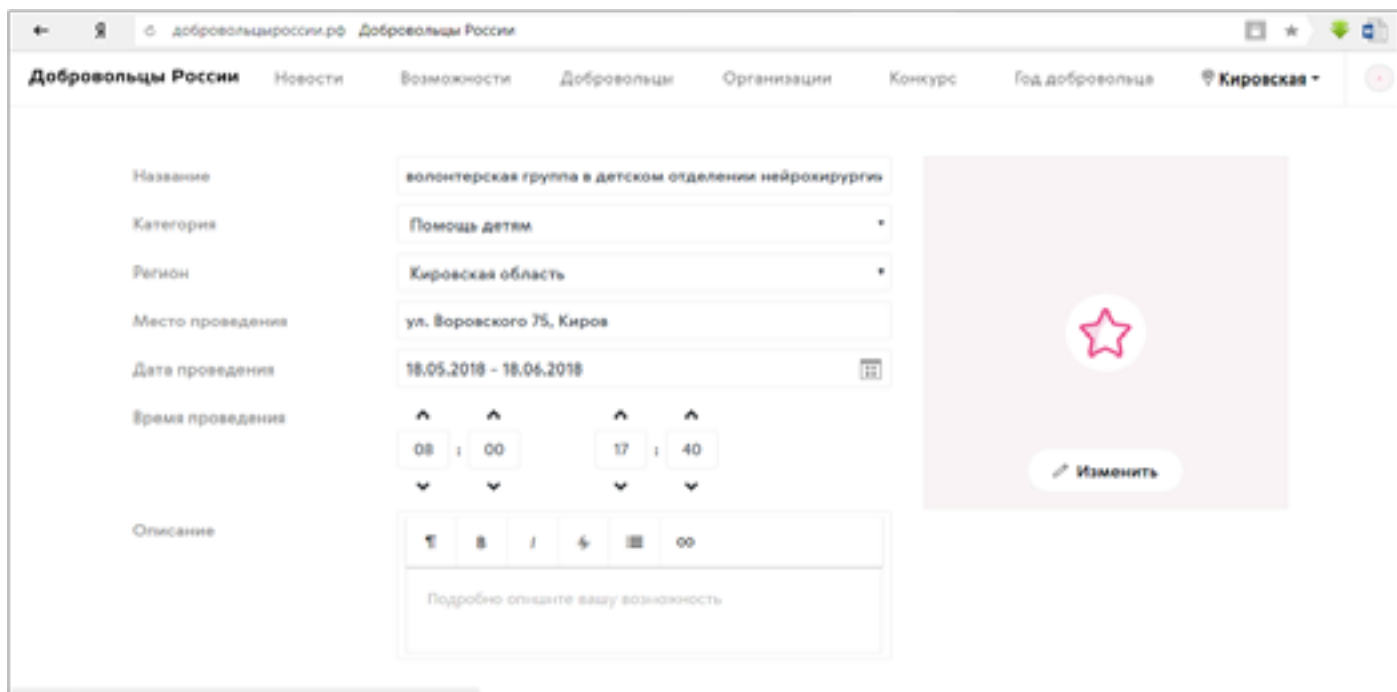 Я добровольцыроссии.рф Добровольцы России
Добровольцы России Новости Возможности Добровольцы Организации Конкурс Год добровольца Кировская
Название волонтерская группа в детском отделении нейрохирургии
Категория Помощь детям
Регион Кировская область
Место проведения ул. Воровского 75, Киров
Дата проведения 18.05.2018 - 18.06.2018
Время проведения
08 : 00 17 : 40
Изменить
Описание
¶ B I S
Подробно опишите вашу возможность